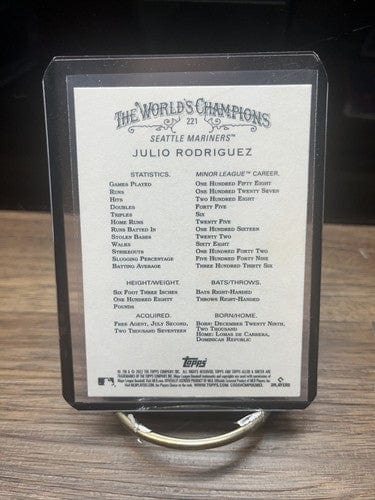 THE WORLD'S CHAMPIONS
221
SEATTLE MARINERS™
JULIO RODRIGUEZ
STATISTICS. MINOR LEAGUE™ CAREER.
GAMES PLAYED ONE HUNDRED FIFTY EIGHT
RUNS ONE HUNDRED TWENTY SEVEN
HITS TWO HUNDRED EIGHT
DOUBLES FORTY FIVE
TRIPLES SIX
HOME RUNS TWENTY FIVE
RUNS BATTED IN ONE HUNDRED SIXTEEN
STOLEN BASES TWENTY TWO
WALKS SIXTY EIGHT
STRIKEOUTS ONE HUNDRED FORTY TWO
SLUGGING PERCENTAGE FIVE HUNDRED FORTY NINE
BATTING AVERAGE THREE HUNDRED THIRTY SIX
HEIGHT/WEIGHT.
SIX FOOT THREE INCHES
ONE HUNDRED EIGHTY
POUNDS
BATS/THROWS.
BATS RIGHT-HANDED
THROWS RIGHT-HANDED
ACQUIRED.
FREE AGENT, JULY SECOND,
TWO THOUSAND SEVENTEEN
BORN/HOME.
BORN: DECEMBER TWENTY NINTH,
TWO THOUSAND
HOME: LOMAS DE CABRERA,
DOMINICAN REPUBLIC
Topps